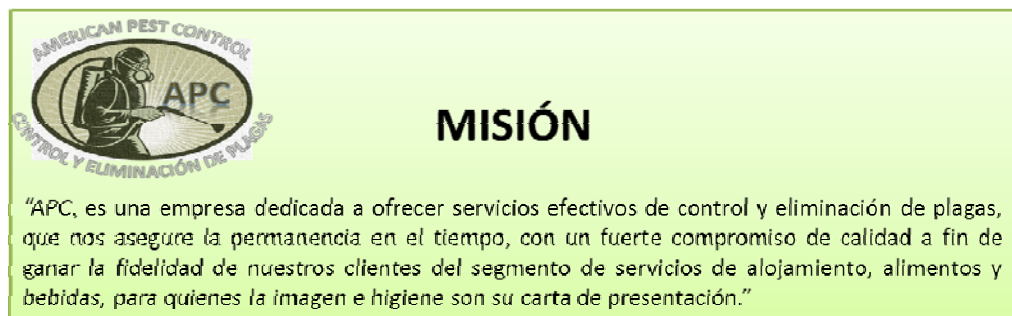 AMERICAN PEST CONTROL
APC
CONTROL Y ELIMINACIÓN DE PLAGAS
MISIÓN
“APC, es una empresa dedicada a ofrecer servicios efectivos de control y eliminación de plagas,
que nos asegure la permanencia en el tiempo, con un fuerte compromiso de calidad a fin de
ganar la fidelidad de nuestros clientes del segmento de servicios de alojamiento, alimentos y
bebidas, para quienes la imagen e higiene son su carta de presentación.”